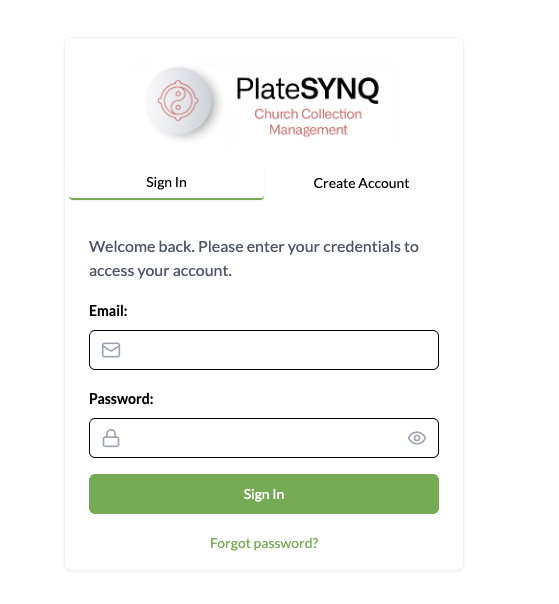 PlateSYNQ
Church Collection
Management
Sign In
Create Account
Welcome back. Please enter your credentials to
access your account.
Email:
Password:
Sign In
Forgot password?